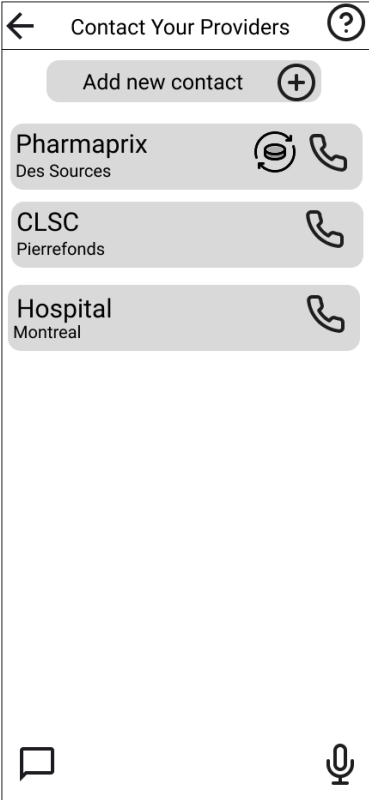 Contact Your Providers
Add new contact
Pharmaprix
Des Sources
CLSC
Pierrefonds
Hospital
Montreal